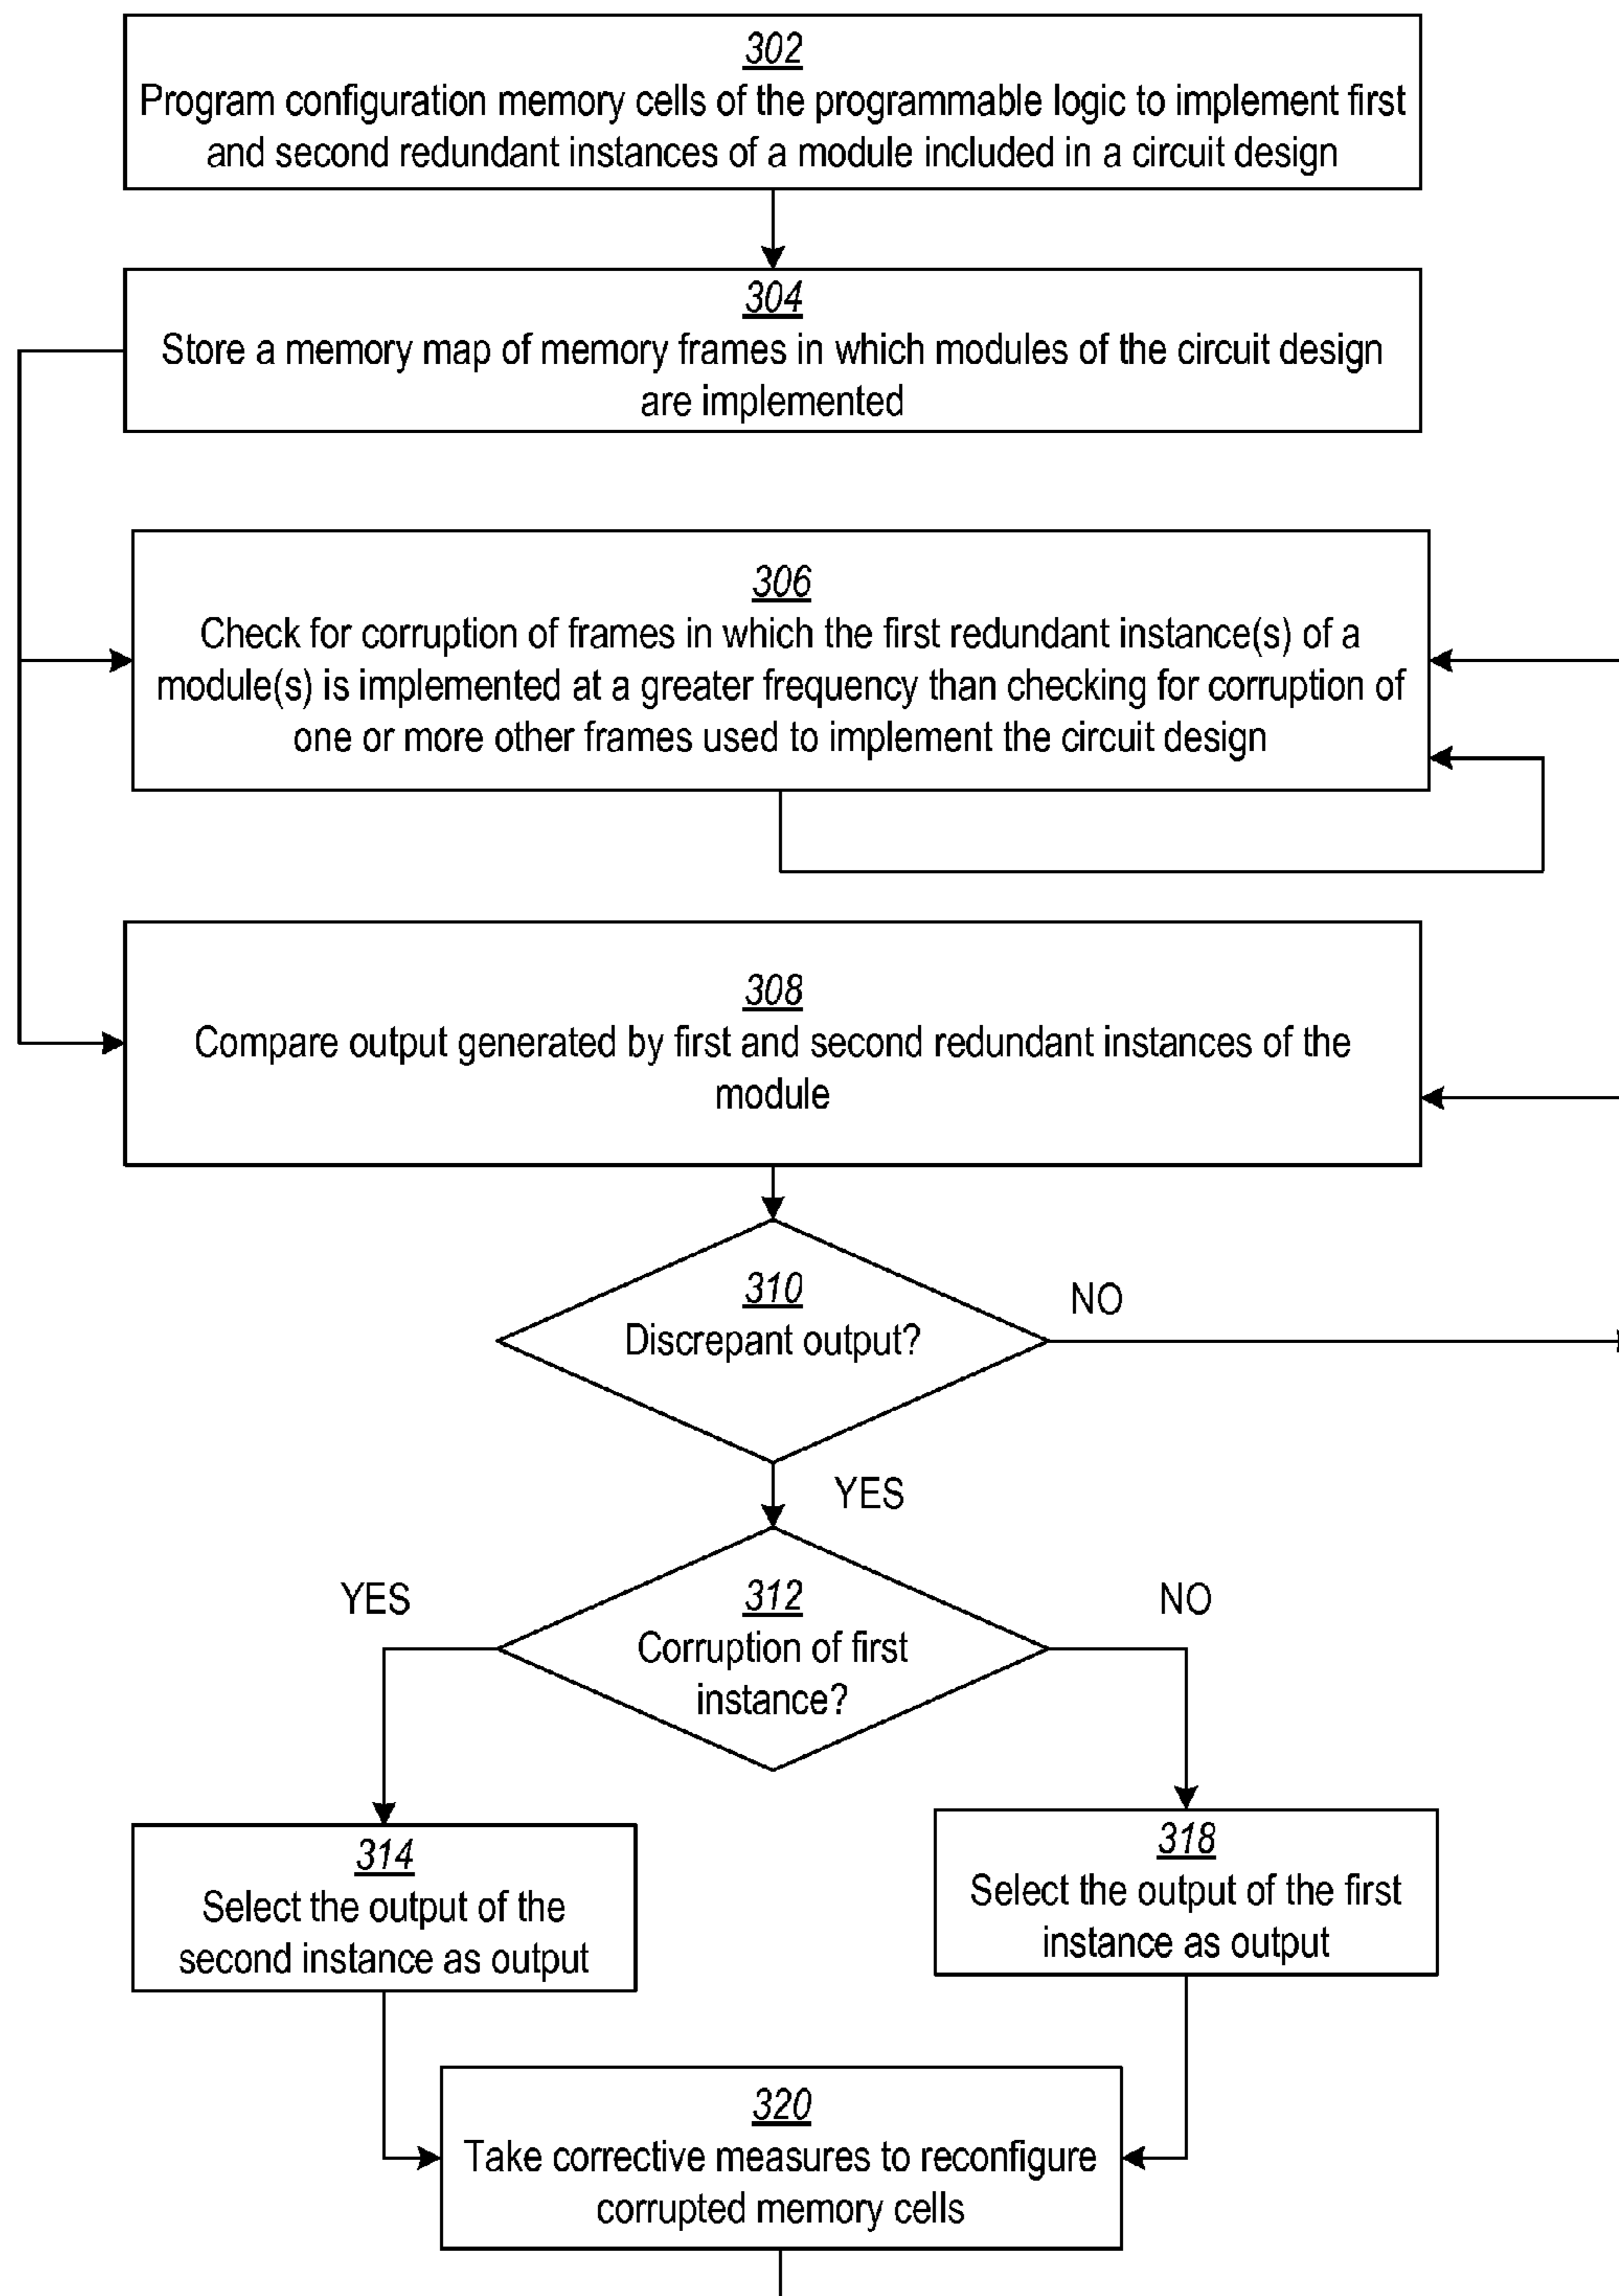 302
Program configuration memory cells of the programmable logic to implement first
and second redundant instances of a module included in a circuit design
304
Store a memory map of memory frames in which modules of the circuit design
are implemented
306
Check for corruption of frames in which the first redundant instance(s) of a
module(s) is implemented at a greater frequency than checking for corruption of
one or more other frames used to implement the circuit design
308
Compare output generated by first and second redundant instances of the
module
310
Discrepant output?
NO
YES
312
Corruption of first
instance?
YES
NO
314
Select the output of the
second instance as output
318
Select the output of the first
instance as output
320
Take corrective measures to reconfigure
corrupted memory cells